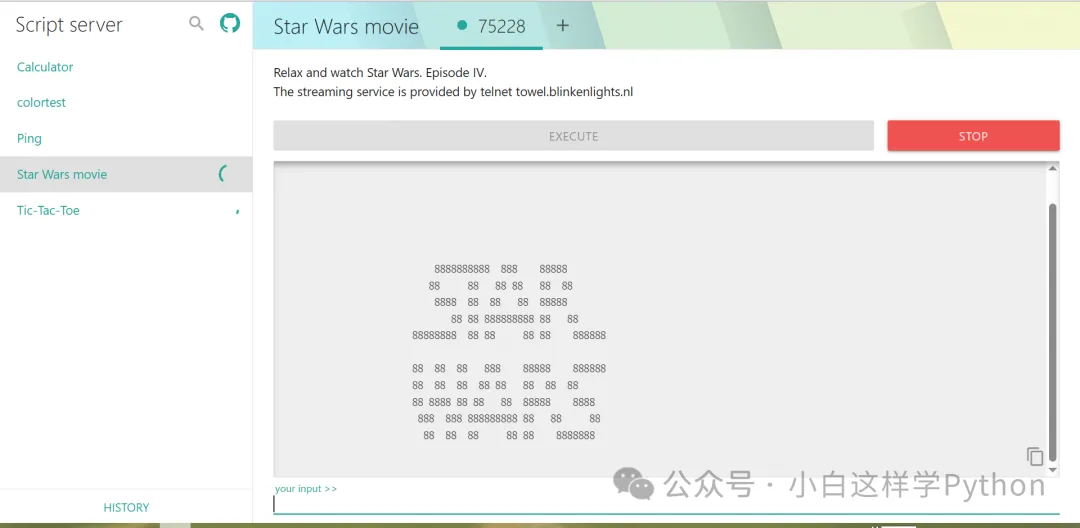 Script server
Star Wars movie
75228
+
Calculator
colortest
Ping
Star Wars movie
Tic-Tac-Toe
HISTORY
Relax and watch Star Wars. Episode IV.
The streaming service is provided by telnet towel.blinkenlights.nl
EXECUTE
STOP
    8888888888  888    88888
   88     88   88 88   88  88
    8888  88  88   88  88888
       88 88 888888888 88   88
88888888  88 88     88 88    888888

88  88  88   888    88888    888888
88  88  88  88 88   88  88  88
88 8888 88 88   88  88888    8888
 888  888 888888888 88   88     88
  88  88  88     88 88    8888888
your input >>
公众号 · 小白这样学Python